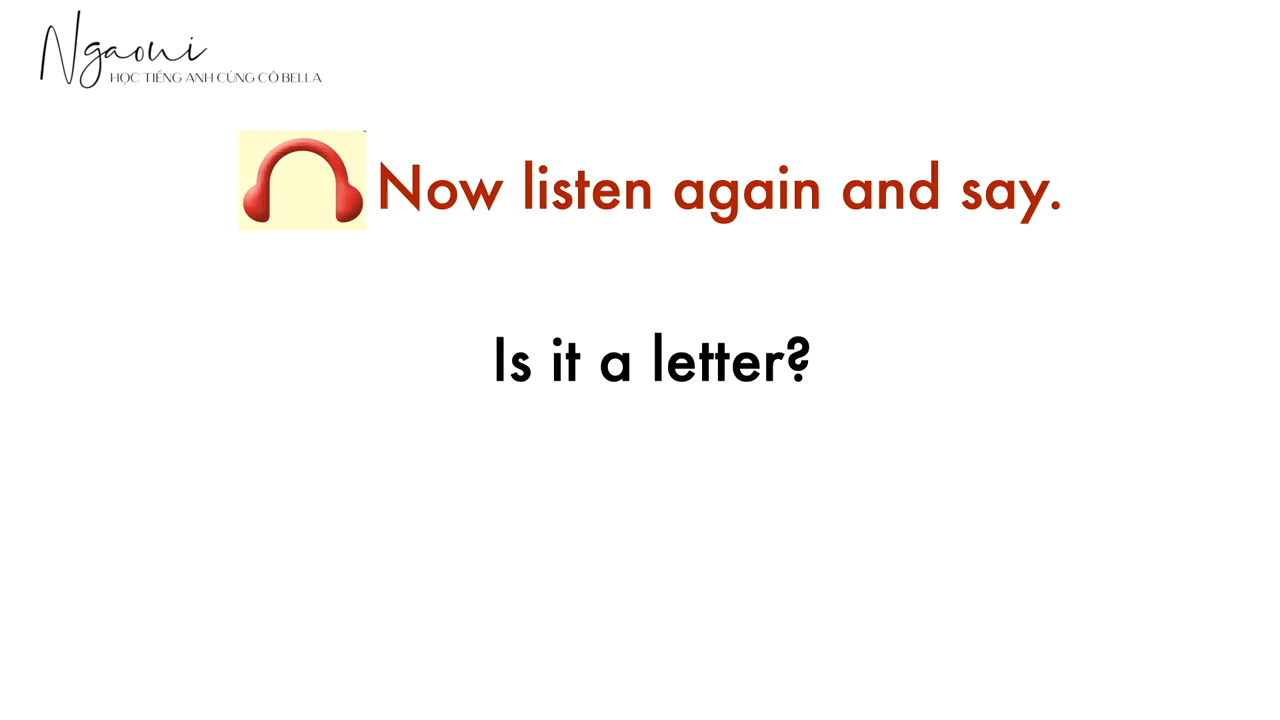 Ngaoni
HỌC TIẾNG ANH CÙNG CÔ BELLA
Now listen again and say.
Is it a letter?